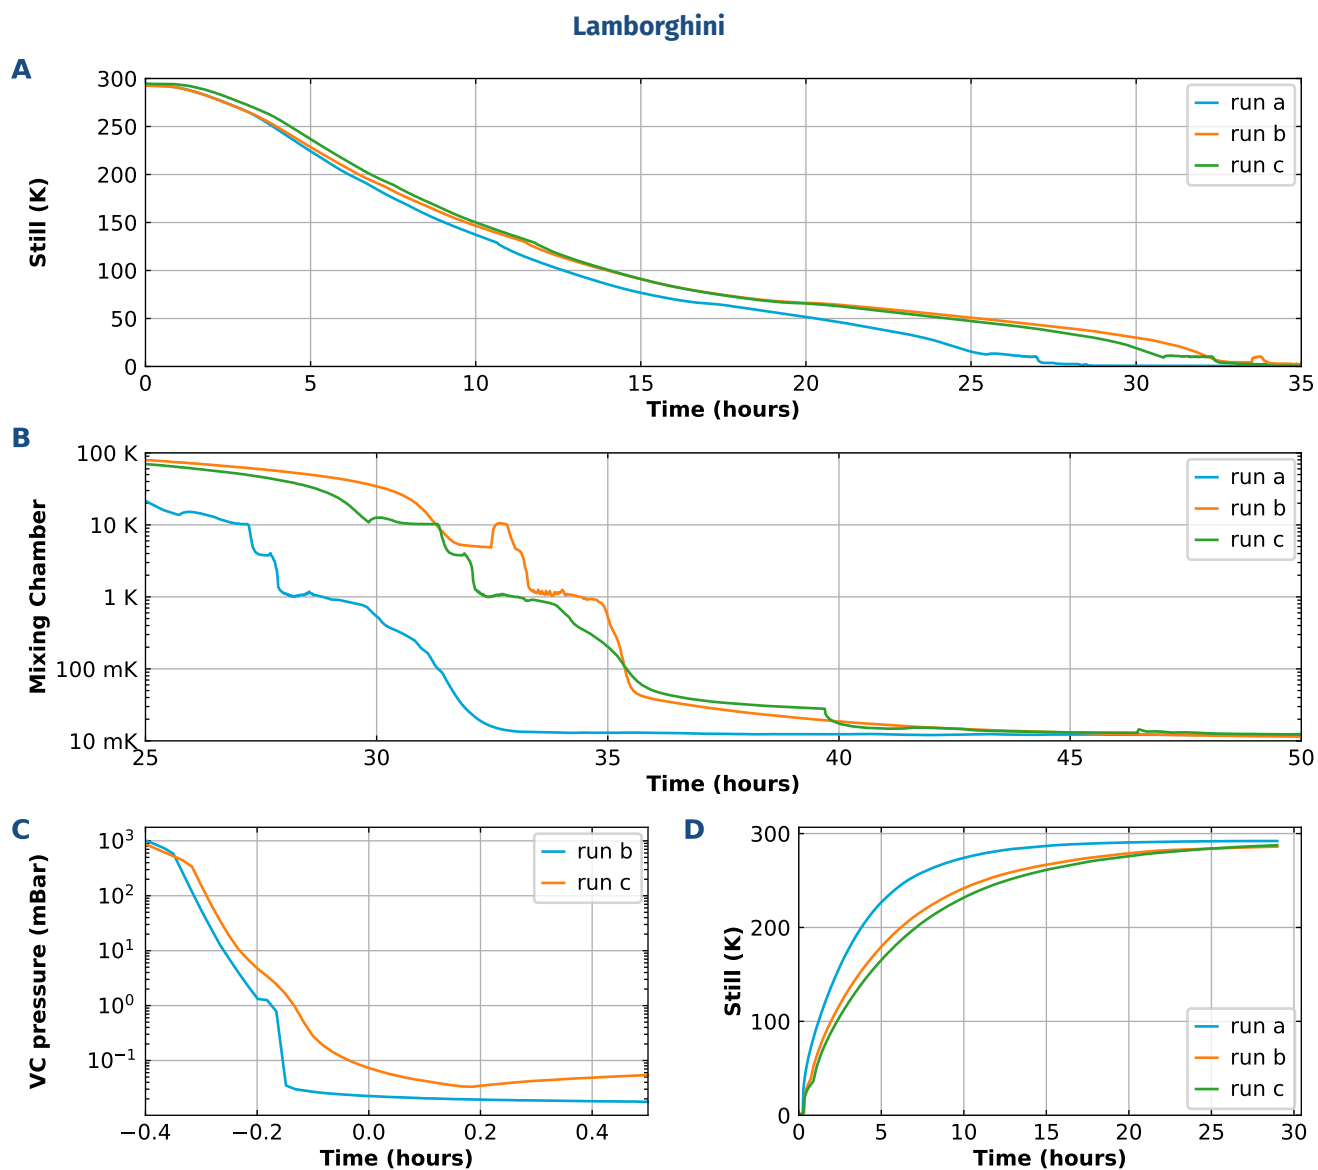 Lamborghini
A
Still (K)
300
250
200
150
100
50
0
0 5 10 15 20 25 30 35
Time (hours)
run a
run b
run c
B
Mixing Chamber
100 K
10 K
1 K
100 mK
10 mK
25 30 35 40 45 50
Time (hours)
run a
run b
run c
C
VC pressure (mBar)
10³
10²
10¹
10⁰
10⁻¹
−0.4 −0.2 0.0 0.2 0.4
Time (hours)
run b
run c
D
Still (K)
300
200
100
0
0 5 10 15 20 25 30
Time (hours)
run a
run b
run c